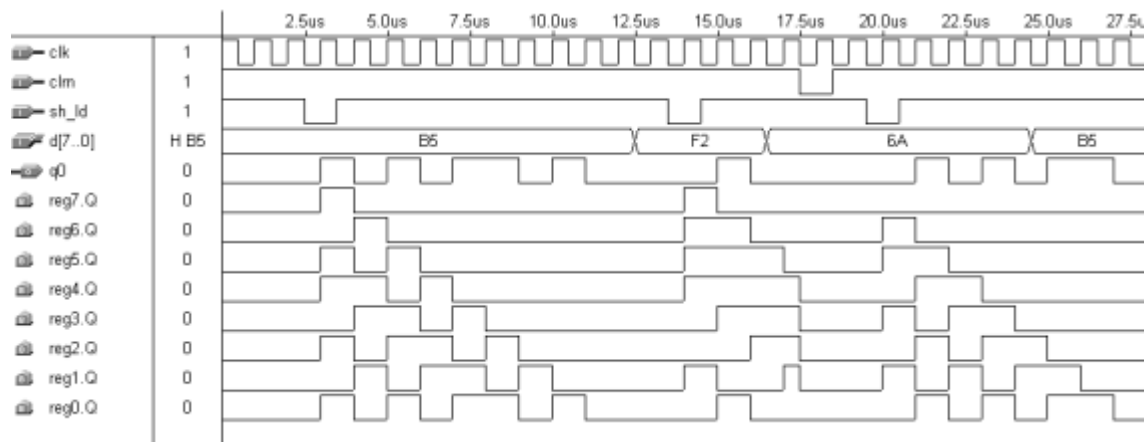 2.5us 5.0us 7.5us 10.0us 12.5us 15.0us 17.5us 20.0us 22.5us 25.0us
clk 1
clrn 1
sh_ld 1
d[7..0] H B5 B5 F2 6A B5
q0 0
reg7.Q 0
reg6.Q 0
reg5.Q 0
reg4.Q 0
reg3.Q 0
reg2.Q 0
reg1.Q 0
reg0.Q 0